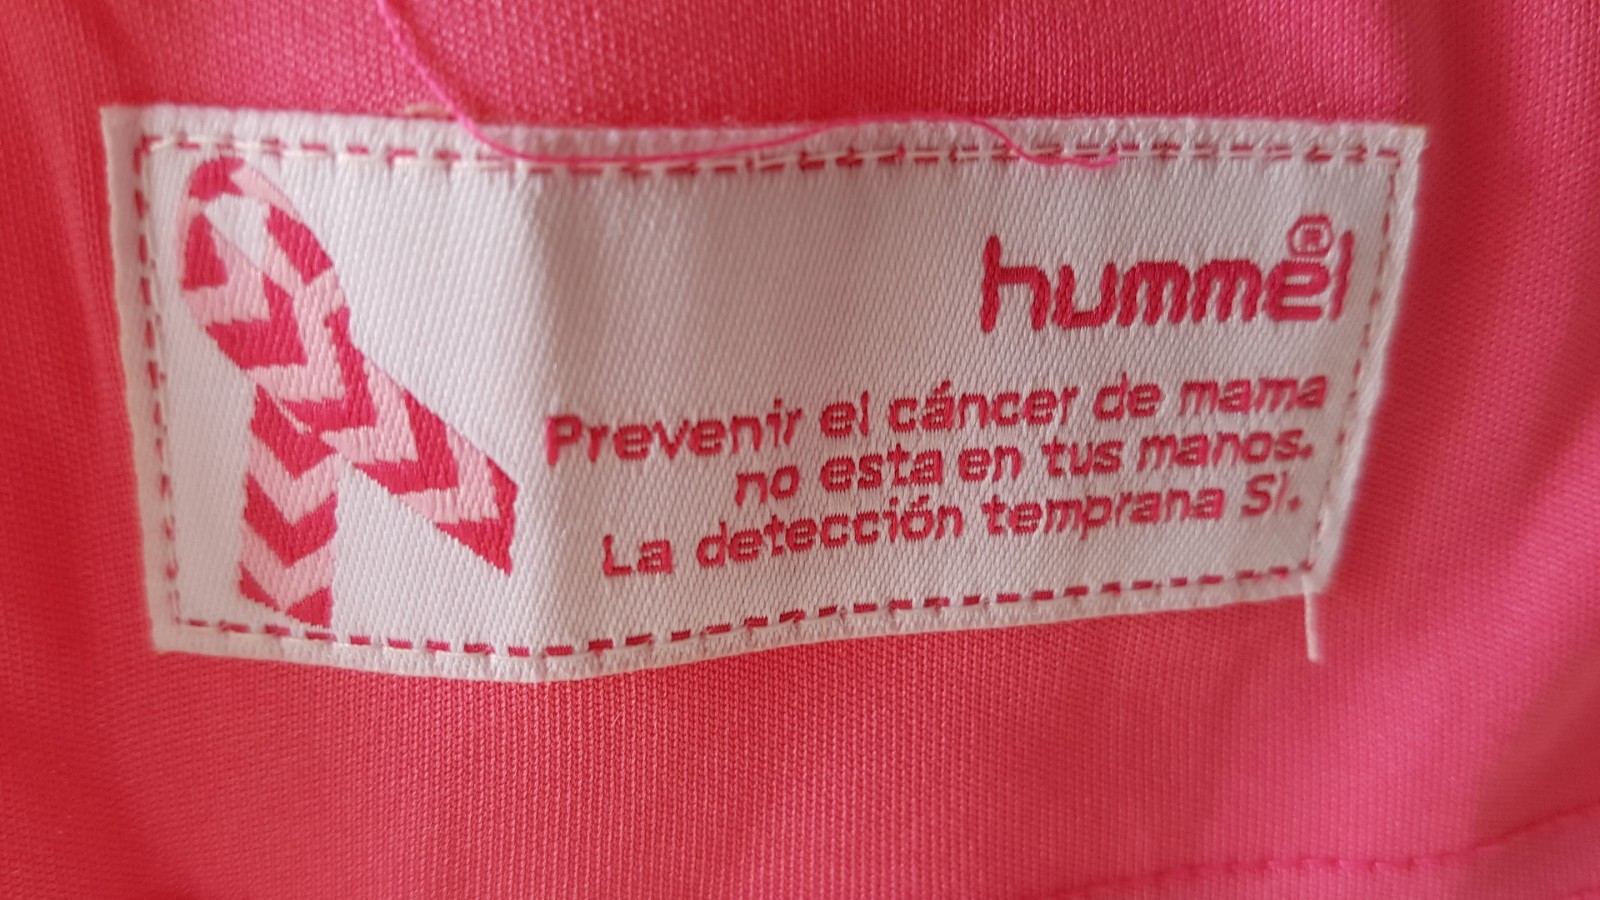 hummel®
Prevenir el cáncer de mama
no esta en tus manos.
La detección temprana SI.